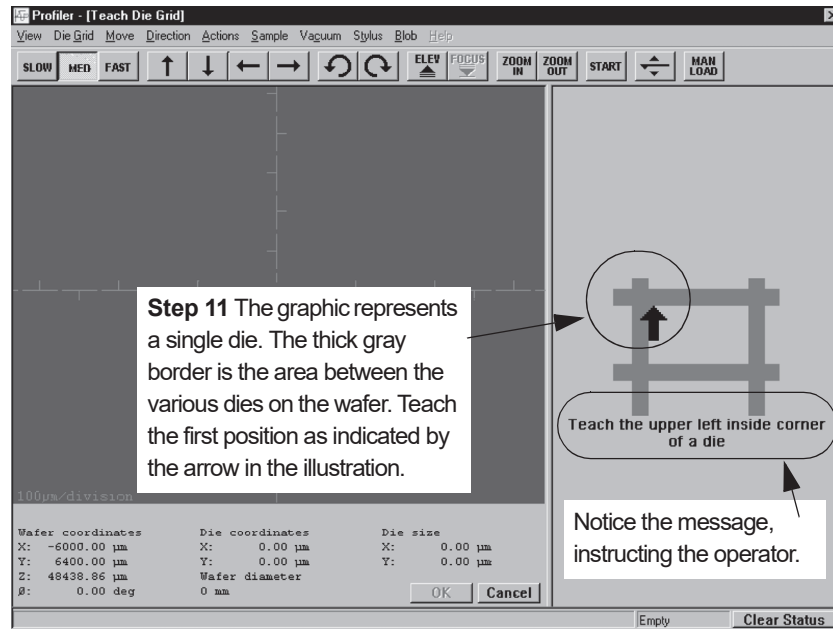 Profiler - [Teach Die Grid]
View Die Grid Move Direction Actions Sample Vacuum Stylus Blob Help
SLOW MED FAST ELEV FOCUS ZOOM IN ZOOM OUT START MAN LOAD
Step 11 The graphic represents
a single die. The thick gray
border is the area between the
various dies on the wafer. Teach
the first position as indicated by
the arrow in the illustration.
Teach the upper left inside corner
of a die
Notice the message,
instructing the operator.
100µm/division
Wafer coordinates Die coordinates Die size
X: -6000.00 µm X: 0.00 µm X: 0.00 µm
Y: 6400.00 µm Y: 0.00 µm Y: 0.00 µm
Z: 48438.86 µm Wafer diameter
Ø: 0.00 deg 0 mm OK Cancel
Empty Clear Status